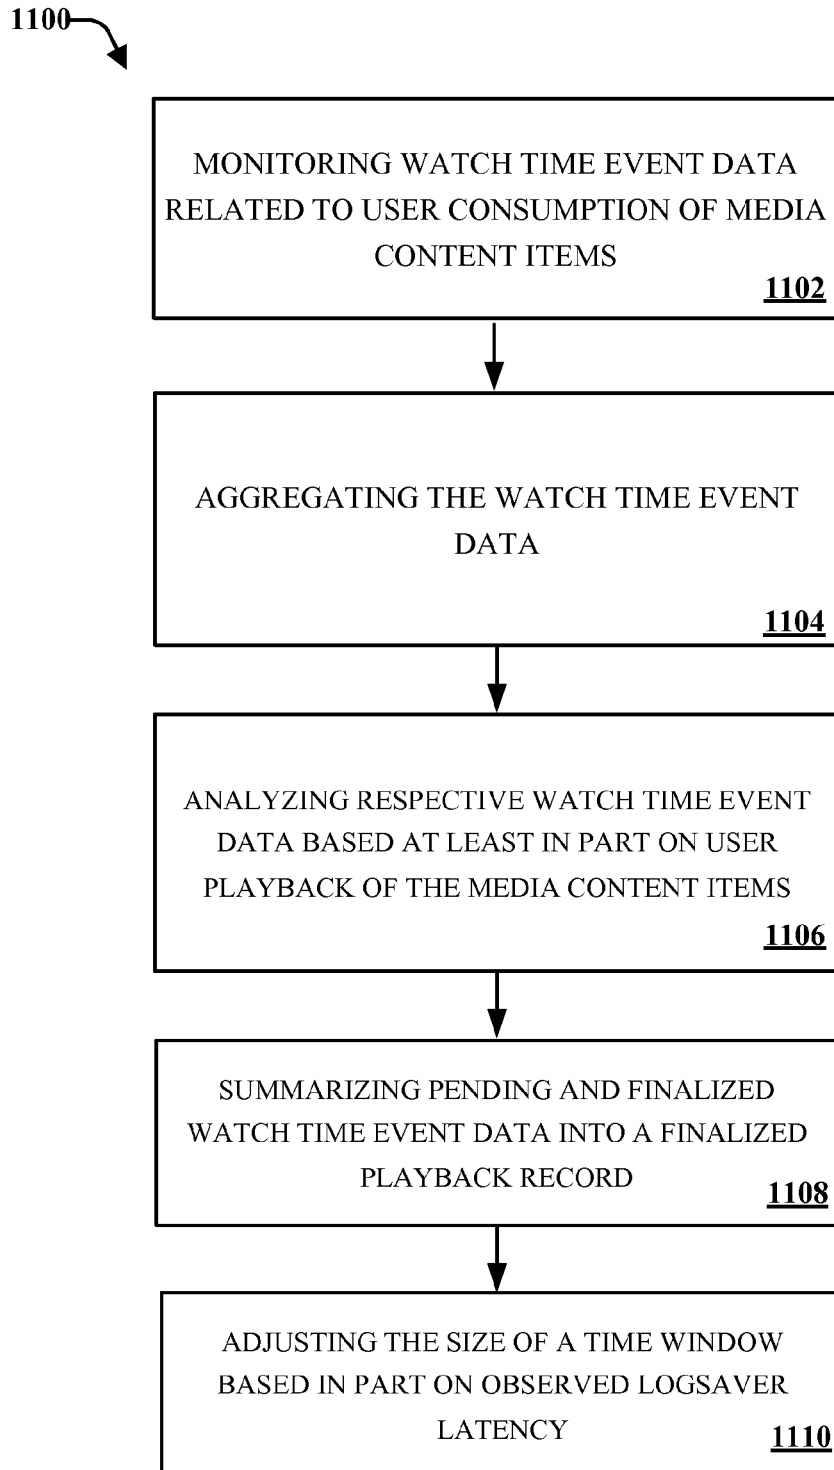 1100
MONITORING WATCH TIME EVENT DATA
RELATED TO USER CONSUMPTION OF MEDIA
CONTENT ITEMS
1102
AGGREGATING THE WATCH TIME EVENT
DATA
1104
ANALYZING RESPECTIVE WATCH TIME EVENT
DATA BASED AT LEAST IN PART ON USER
PLAYBACK OF THE MEDIA CONTENT ITEMS
1106
SUMMARIZING PENDING AND FINALIZED
WATCH TIME EVENT DATA INTO A FINALIZED
PLAYBACK RECORD
1108
ADJUSTING THE SIZE OF A TIME WINDOW
BASED IN PART ON OBSERVED LOGSAVER
LATENCY
1110